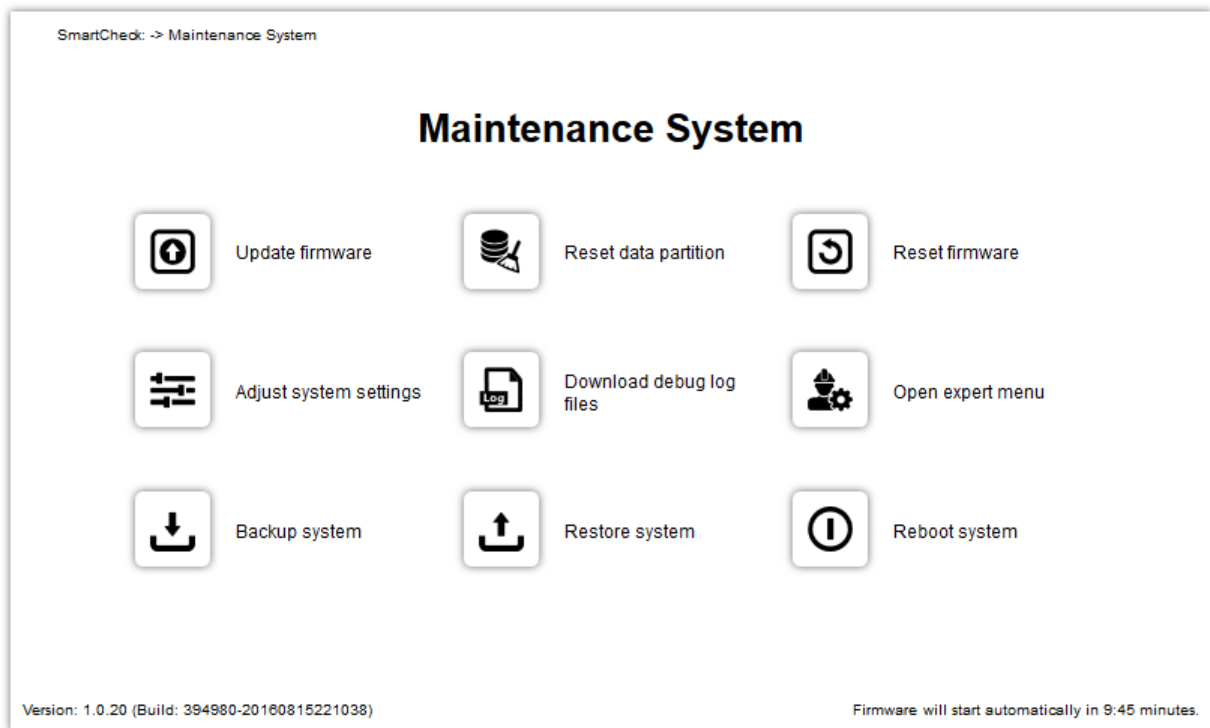 SmartCheck: -> Maintenance System
Maintenance System
Update firmware
Reset data partition
Reset firmware
Adjust system settings
Download debug log
files
Log
Open expert menu
Backup system
Restore system
Reboot system
Version: 1.0.20 (Build: 394980-20160815221038)
Firmware will start automatically in 9:45 minutes.